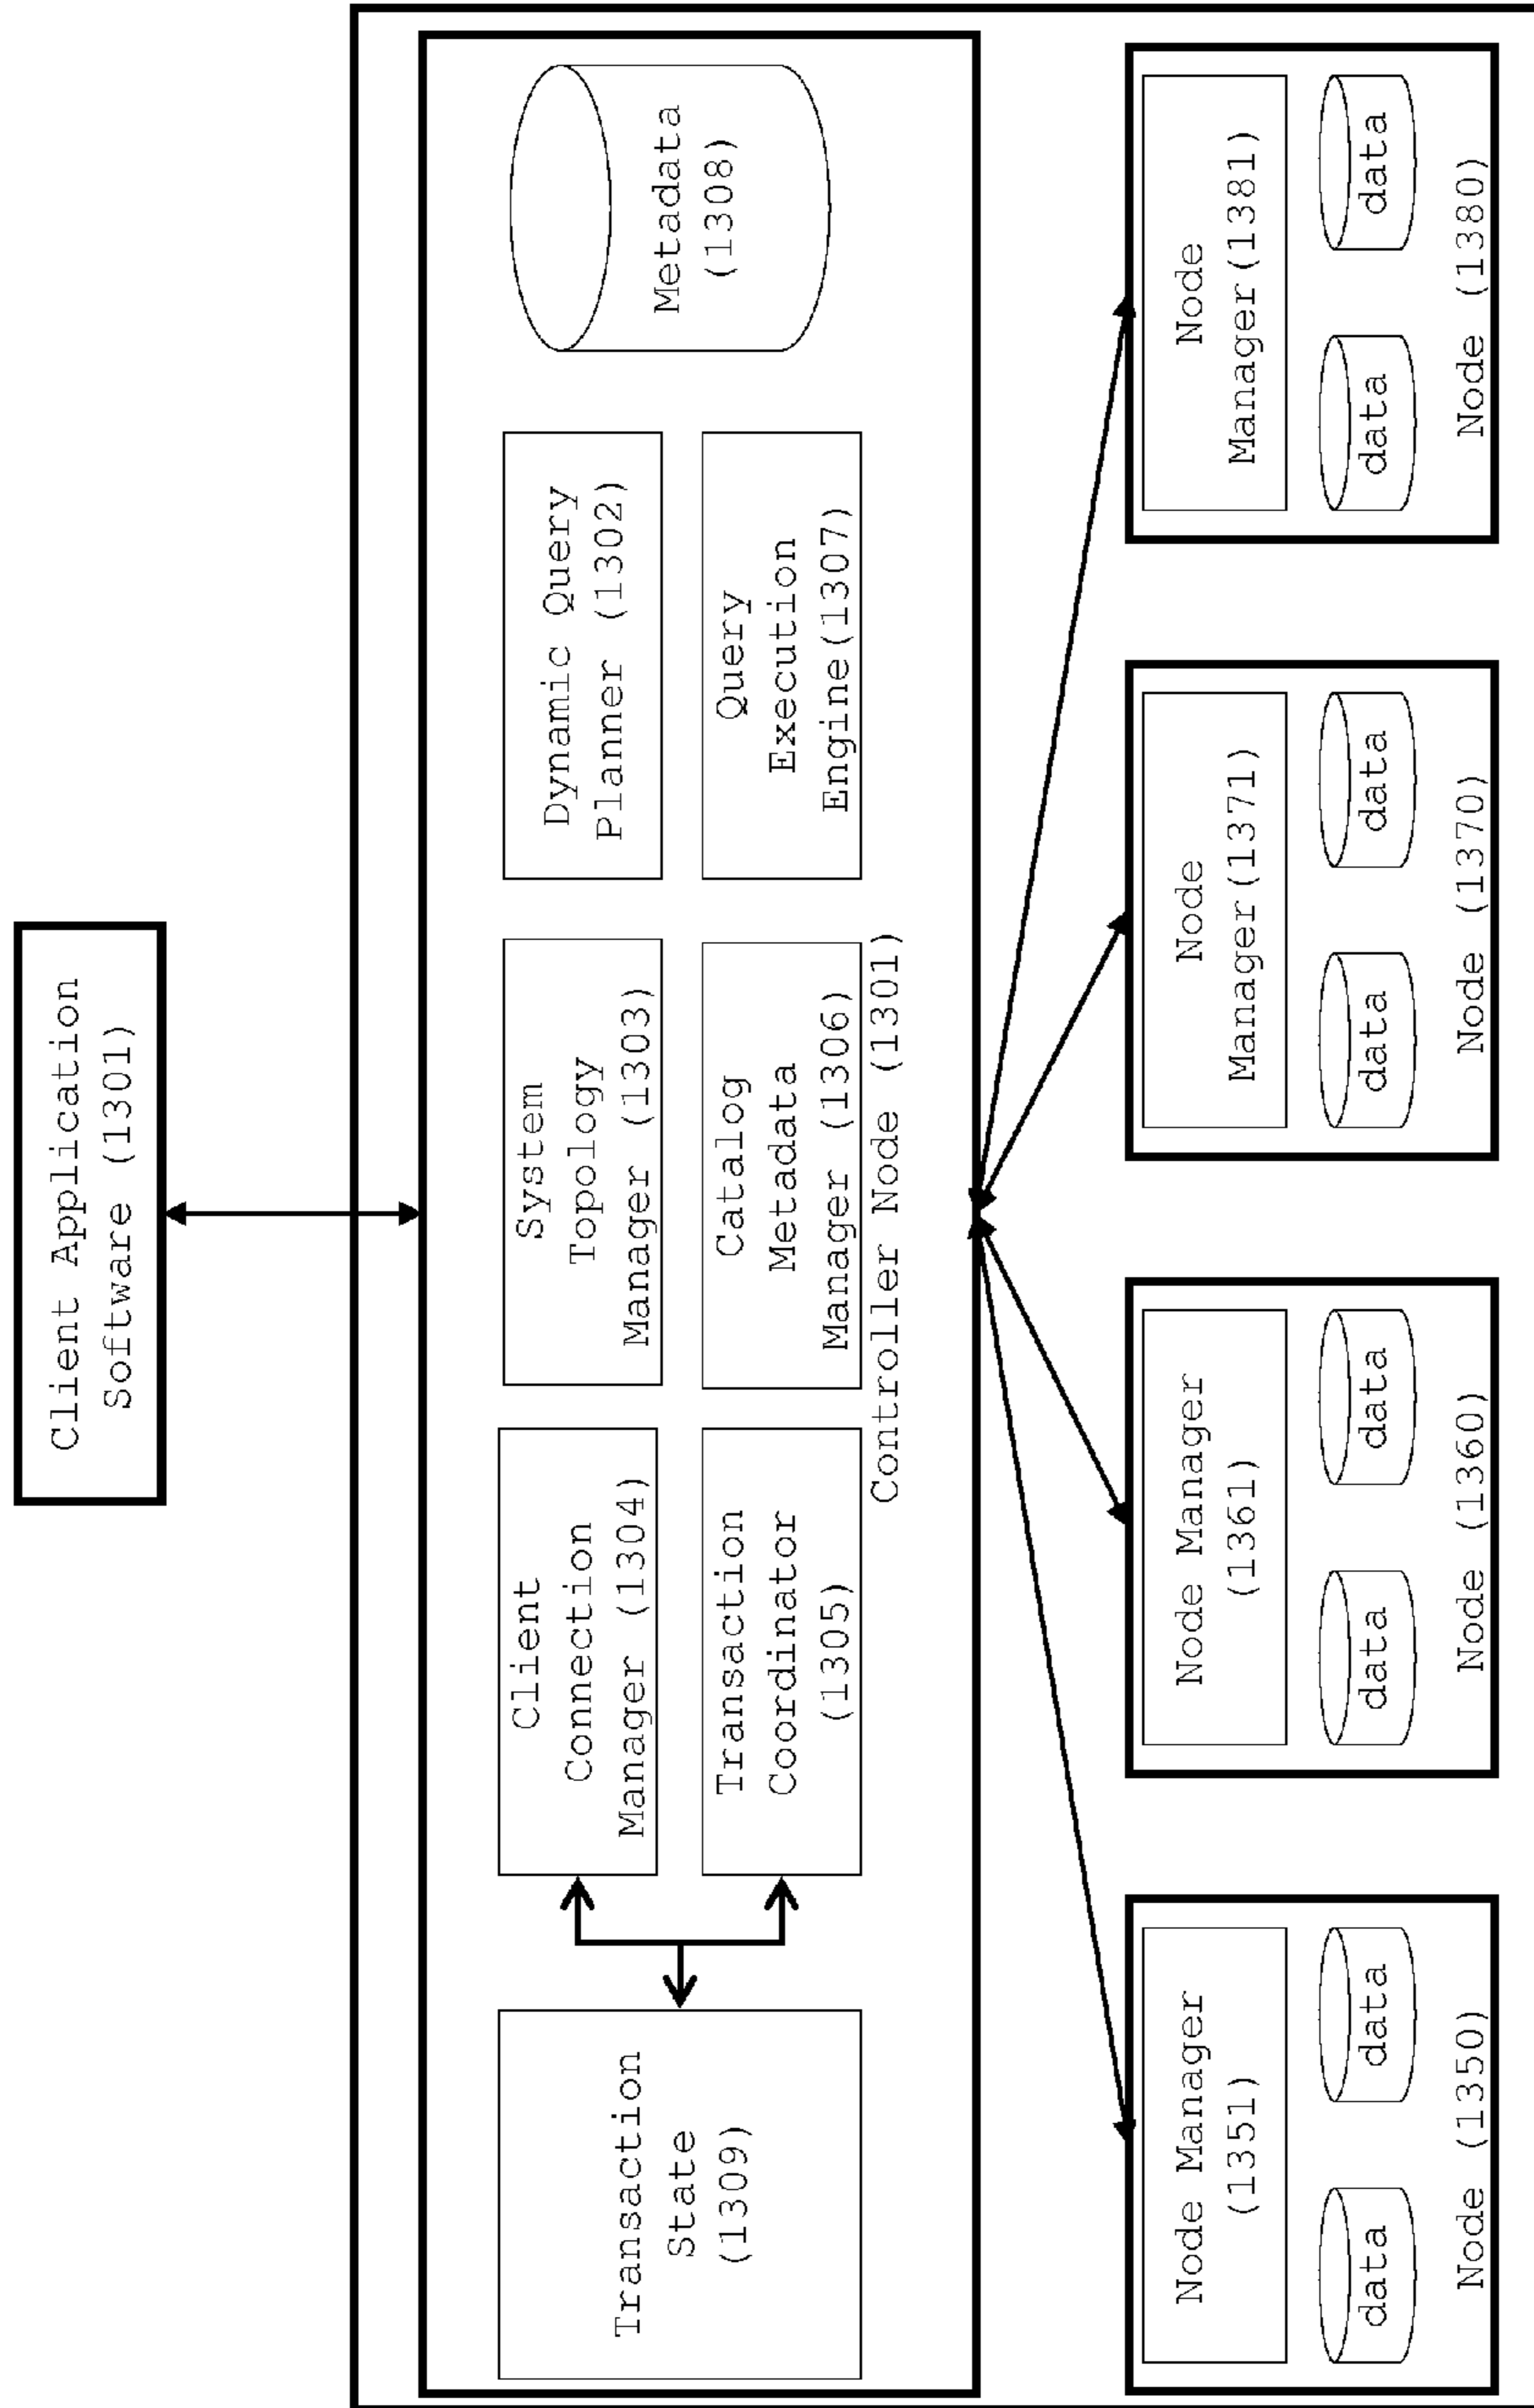 Client Application
Software (1301)
Transaction
State
(1309)
Client
Connection
Manager (1304)
System
Topology
Manager (1303)
Dynamic Query
Planner (1302)
Metadata
(1308)
Transaction
Coordinator
(1305)
Catalog
Metadata
Manager (1306)
Query
Execution
Engine(1307)
Controller Node (1301)
Node Manager
(1351)
data
data
Node (1350)
Node Manager
(1361)
data
data
Node (1360)
Node
Manager(1371)
data
data
Node (1370)
Node
Manager(1381)
data
data
Node (1380)